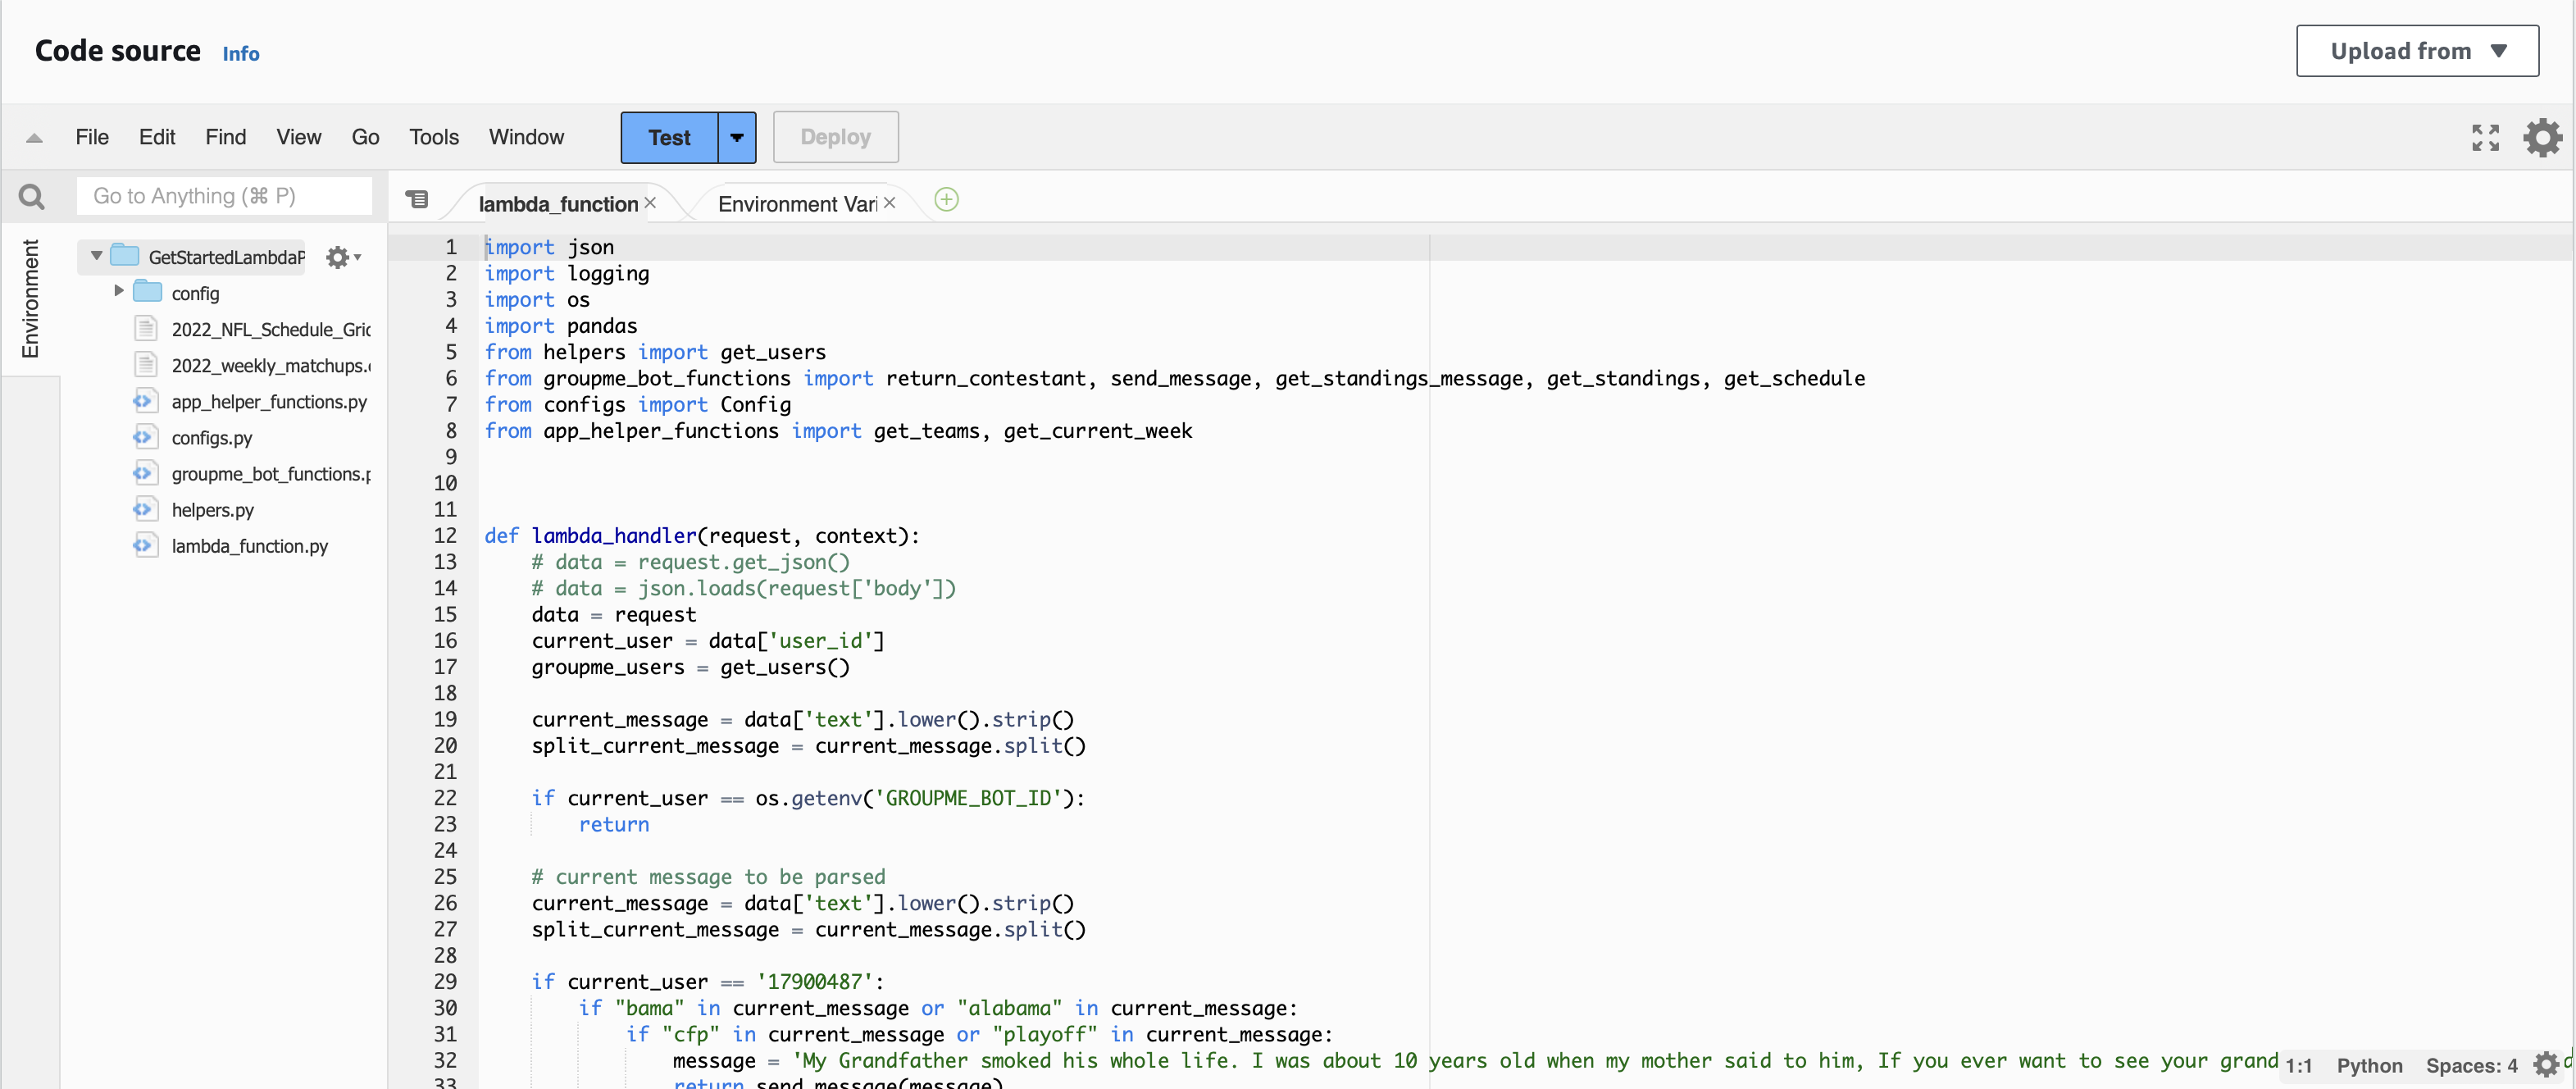 Code source Info
Upload from
File Edit Find View Go Tools Window Test Deploy
Go to Anything (⌘ P)
lambda_function
Environment Vari
Environment
GetStartedLambdaP
config
2022_NFL_Schedule_Grid
2022_weekly_matchups.
app_helper_functions.py
configs.py
groupme_bot_functions.p
helpers.py
lambda_function.py
1 import json
2 import logging
3 import os
4 import pandas
5 from helpers import get_users
6 from groupme_bot_functions import return_contestant, send_message, get_standings_message, get_standings, get_schedule
7 from configs import Config
8 from app_helper_functions import get_teams, get_current_week
9
10
11
12 def lambda_handler(request, context):
13 # data = request.get_json()
14 # data = json.loads(request['body'])
15 data = request
16 current_user = data['user_id']
17 groupme_users = get_users()
18
19 current_message = data['text'].lower().strip()
20 split_current_message = current_message.split()
21
22 if current_user == os.getenv('GROUPME_BOT_ID'):
23 return
24
25 # current message to be parsed
26 current_message = data['text'].lower().strip()
27 split_current_message = current_message.split()
28
29 if current_user == '17900487':
30 if "bama" in current_message or "alabama" in current_message:
31 if "cfp" in current_message or "playoff" in current_message:
32 message = 'My Grandfather smoked his whole life. I was about 10 years old when my mother said to him, If you ever want to see your grand
33 return send_message(message)
1:1 Python Spaces: 4